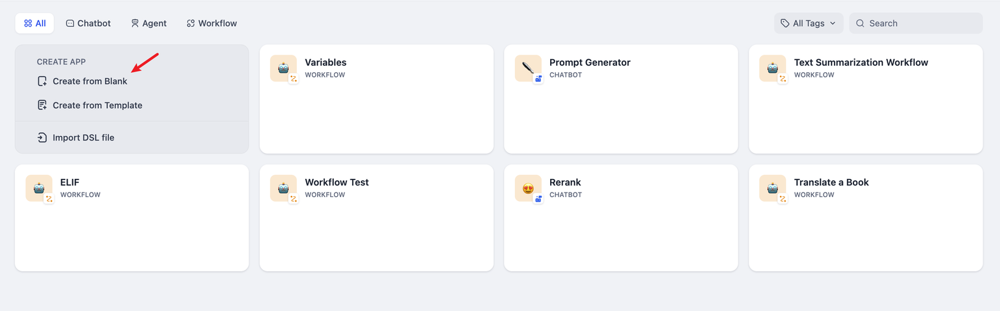 All
Chatbot
Agent
Workflow
All Tags
Search
CREATE APP
Create from Blank
Create from Template
Import DSL file
Variables
WORKFLOW
Prompt Generator
CHATBOT
Text Summarization Workflow
WORKFLOW
ELIF
WORKFLOW
Workflow Test
WORKFLOW
Rerank
CHATBOT
Translate a Book
WORKFLOW